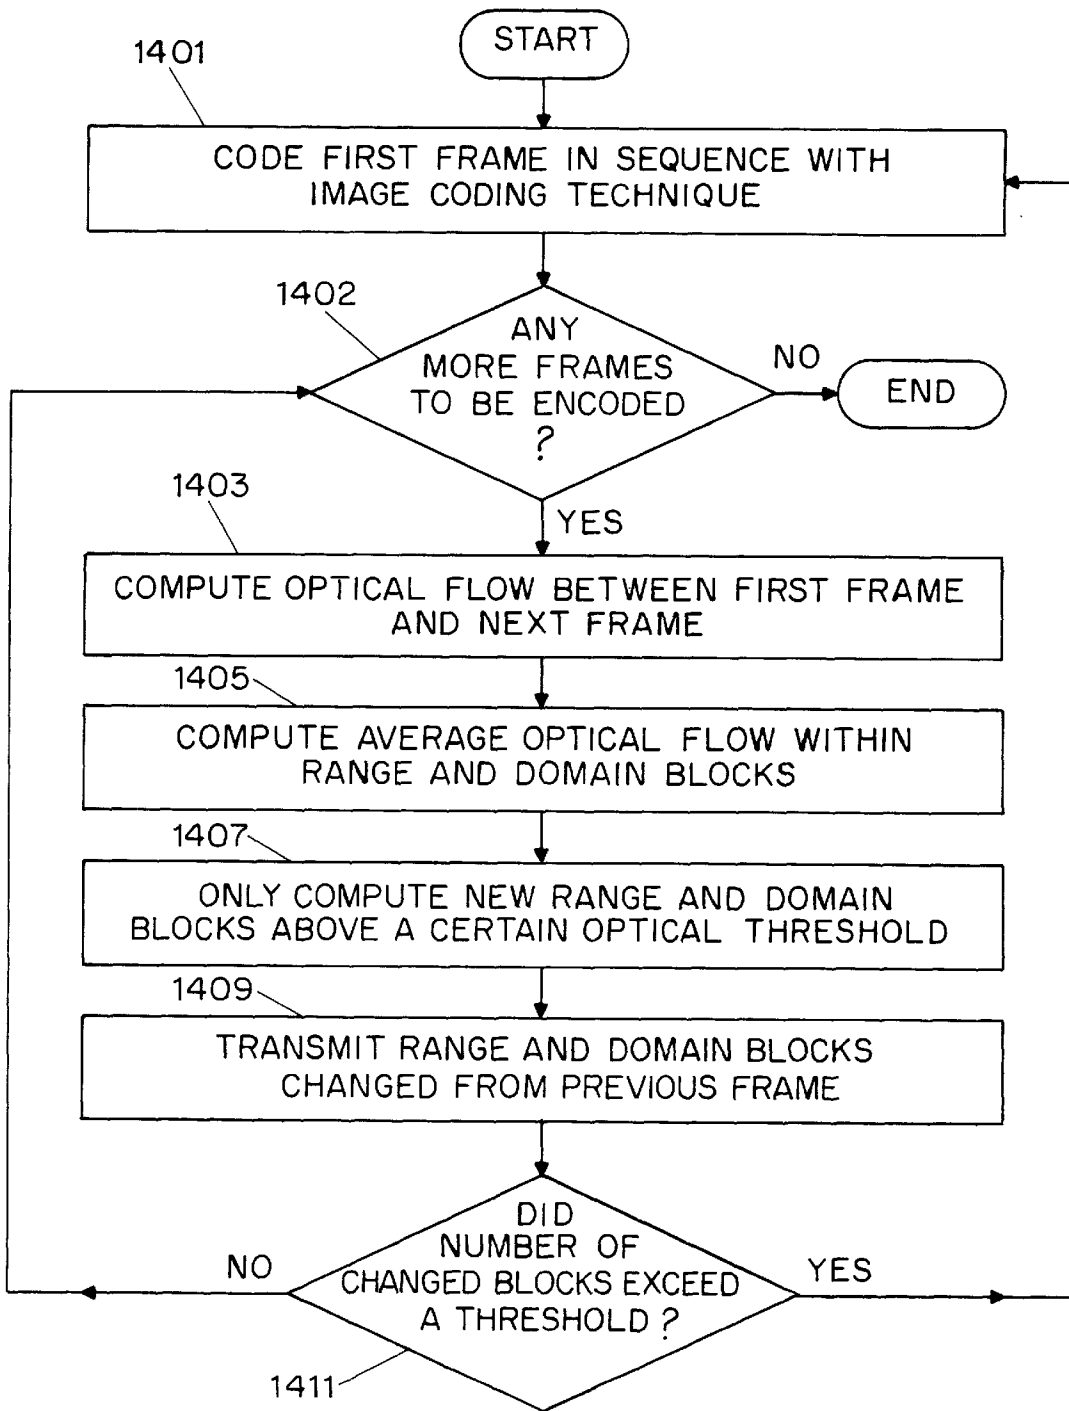 START
1401
CODE FIRST FRAME IN SEQUENCE WITH
IMAGE CODING TECHNIQUE
1402
ANY
MORE FRAMES
TO BE ENCODED
?
NO
END
YES
1403
COMPUTE OPTICAL FLOW BETWEEN FIRST FRAME
AND NEXT FRAME
1405
COMPUTE AVERAGE OPTICAL FLOW WITHIN
RANGE AND DOMAIN BLOCKS
1407
ONLY COMPUTE NEW RANGE AND DOMAIN
BLOCKS ABOVE A CERTAIN OPTICAL THRESHOLD
1409
TRANSMIT RANGE AND DOMAIN BLOCKS
CHANGED FROM PREVIOUS FRAME
DID
NUMBER OF
CHANGED BLOCKS EXCEED
A THRESHOLD ?
NO
YES
1411